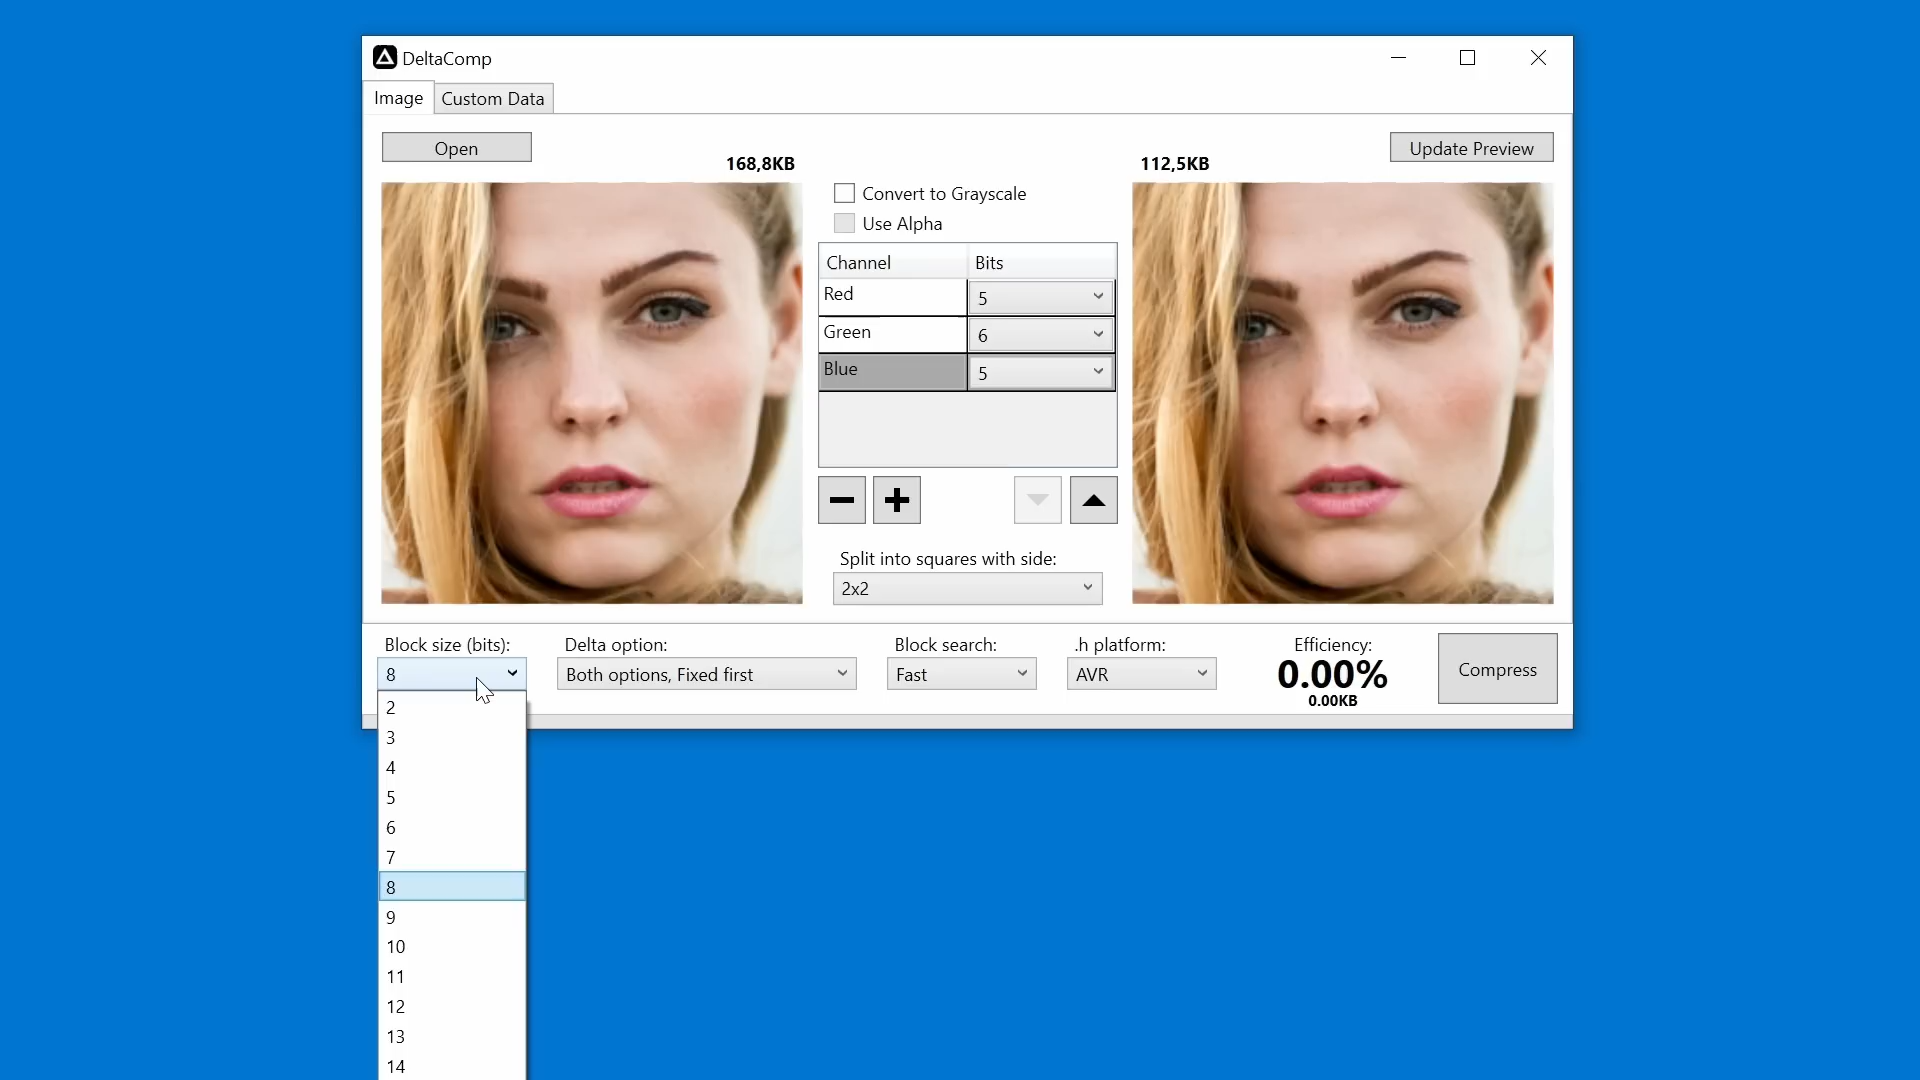 DeltaComp
Image
Custom Data
Open
168,8KB
112,5KB
Update Preview
Convert to Grayscale
Use Alpha
Channel
Bits
Red
5
Green
6
Blue
5
Split into squares with side:
2x2
Block size (bits):
Delta option:
Block search:
.h platform:
Efficiency:
8
Both options, Fixed first
Fast
AVR
0.00%
0.00KB
Compress
2
3
4
5
6
7
8
9
10
11
12
13
14